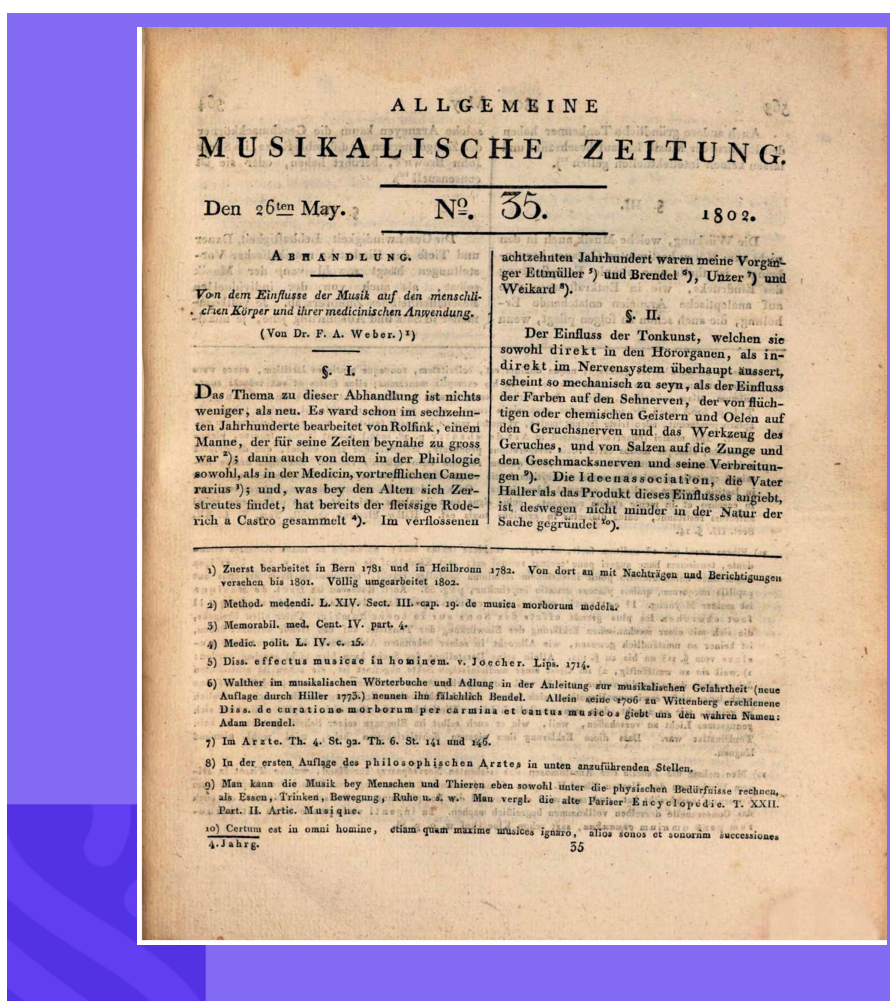 ALLGEMEINE
MUSIKALISCHE ZEITUNG.
Den 26ten May. No. 35. 1802.
ABHANDLUNG.
Von dem Einflusse der Musik auf den menschli-
chen Körper und ihrer medicinischen Anwendung.
(Von Dr. F. A. Weber.) 1)
§. I.
Das Thema zu dieser Abhandlung ist nichts
weniger, als neu. Es ward schon im sechzehn-
ten Jahrhunderte bearbeitet von Rolfink, einem
Manne, der für seine Zeiten beynahe zu gross
war 2); dann auch von dem in der Philologie
sowohl, als in der Medicin, vortrefflichen Came-
rarius 3); und, was bey den Alten sich Zer-
streutes findet, hat bereits der fleissige Rode-
rich a Castro gesammelt 4). Im verflossenen
achtzehnten Jahrhundert waren meine Vorgän-
ger Ettmüller 5) und Brendel 6), Unzer 7) und
Weikard 8).
§. II.
Der Einfluss der Tonkunst, welchen sie
sowohl direkt in den Hörorganen, als in-
direkt im Nervensystem überhaupt äussert,
scheint so mechanisch zu seyn, als der Einfluss
der Farben auf den Sehnerven, der von flüch-
tigen oder chemischen Geistern und Oelen auf
den Geruchsnerven und das Werkzeug des
Geruches, und von Salzen auf die Zunge und
den Geschmacksnerven und seine Verbreitun-
gen 9). Die Ideenassociation, die Vater
Haller als das Produkt dieses Einflusses angiebt,
ist deswegen nicht minder in der Natur der
Sache gegründet 10).
1) Zuerst bearbeitet in Bern 1781 und in Heilbronn 1782. Von dort an mit Nachträgen und Berichtigungen
versehen bis 1801. Völlig umgearbeitet 1802.
2) Method. medendi. L. XIV. Sect. III. cap. 19. de musica morborum medela.
3) Memorabil. med. Cent. IV. part. 4.
4) Medic. polit. L. IV. c. 15.
5) Diss. effectus musicae in hominem. v. Joecher. Lips. 1714.
6) Walther im musikalischen Wörterbuche und Adlung in der Anleitung zur musikalischen Gelahrtheit (neue
Auflage durch Hiller 1773.) nennen ihn fälschlich Bendel. Allein seine 1706 zu Wittenberg erschienene
Diss. de curatione morborum per carmina et cantus musicos giebt uns den wahren Namen:
Adam Brendel.
7) Im Arzte. Th. 4. St. 92. Th. 6. St. 141 und 146.
8) In der ersten Auflage des philosophischen Arztes in unten anzuführenden Stellen.
9) Man kann die Musik bey Menschen und Thieren eben sowohl unter die physischen Bedürfnisse rechnen,
als Essen, Trinken, Bewegung, Ruhe u. s. w. Man vergl. die alte Pariser Encyclopédie. T. XXII.
Part. II. Artic. Musique.
10) Certum est in omni homine, etiam quam maxime musices ignaro, alios sonos et sonorum successiones
4. Jahrg. 35